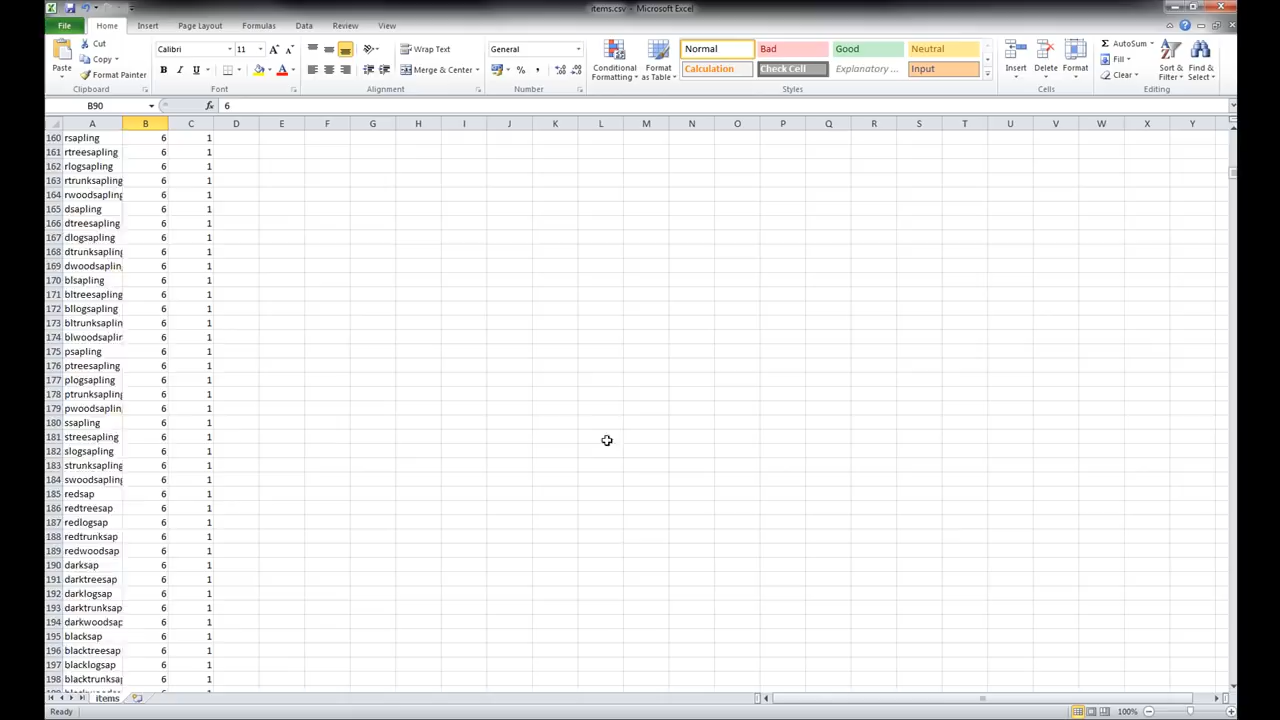 items.csv - Microsoft Excel
File Home Insert Page Layout Formulas Data Review View
Paste
Cut
Copy
Format Painter
Clipboard
Calibri 11
B I U
Font
Wrap Text
Merge & Center
Alignment
General
$ % ,
Number
Conditional Formatting
Format as Table
Normal Bad Good Neutral
Calculation Check Cell Explanatory ... Input
Styles
Insert Delete Format
Cells
AutoSum
Fill
Clear
Sort & Filter
Find & Select
Editing
B90 fx 6
A B C D E F G H I J K L M N O P Q R S T U V W X Y
160 rsapling 6 1
161 rtreesapling 6 1
162 rlogsapling 6 1
163 rtrunksapling 6 1
164 rwoodsapling 6 1
165 dsapling 6 1
166 dtreesapling 6 1
167 dlogsapling 6 1
168 dtrunksapling 6 1
169 dwoodsaplin 6 1
170 blsapling 6 1
171 bltreesapling 6 1
172 bllogsapling 6 1
173 bltrunksaplin 6 1
174 blwoodsaplin 6 1
175 psapling 6 1
176 ptreesapling 6 1
177 plogsapling 6 1
178 ptrunksapling 6 1
179 pwoodsaplin 6 1
180 ssapling 6 1
181 streesapling 6 1
182 slogsapling 6 1
183 strunksapling 6 1
184 swoodsapling 6 1
185 redsap 6 1
186 redtreesap 6 1
187 redlogsap 6 1
188 redtrunksap 6 1
189 redwoodsap 6 1
190 darksap 6 1
191 darktreesap 6 1
192 darklogsap 6 1
193 darktrunksap 6 1
194 darkwoodsap 6 1
195 blacksap 6 1
196 blacktreesap 6 1
197 blacklogsap 6 1
198 blacktrunksa 6 1
items
Ready 100%